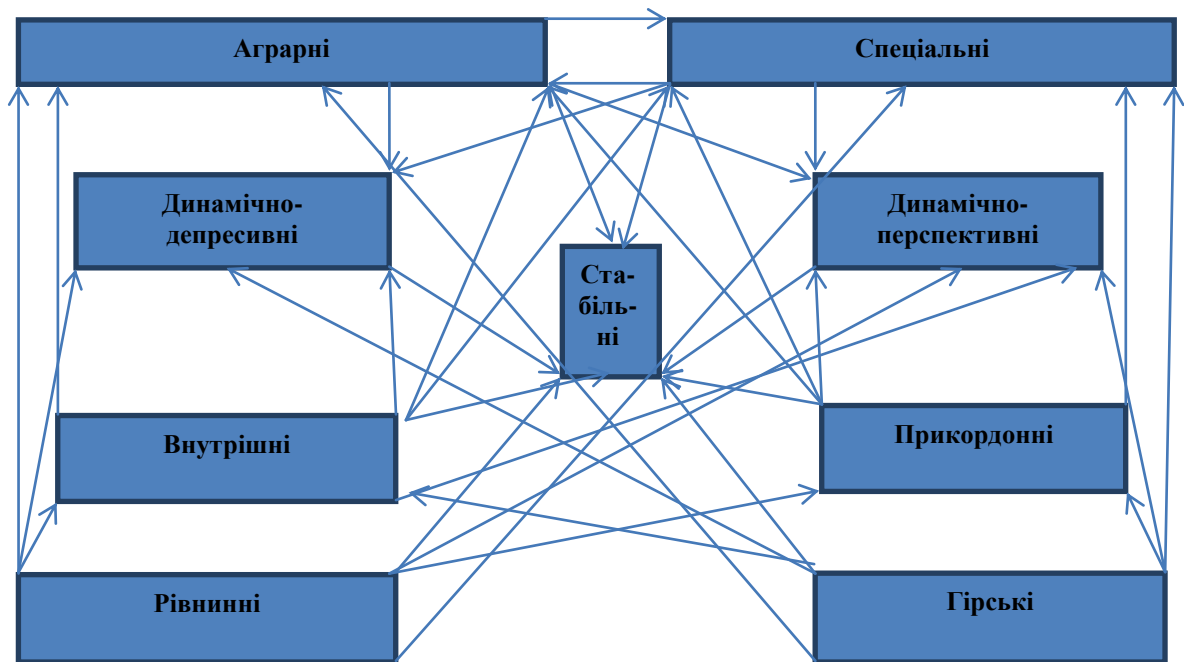 Аграрні
Спеціальні
Динамічно-
депресивні
Динамічно-
перспективні
Ста-
біль-
ні
Внутрішні
Прикордонні
Рівнинні
Гірські